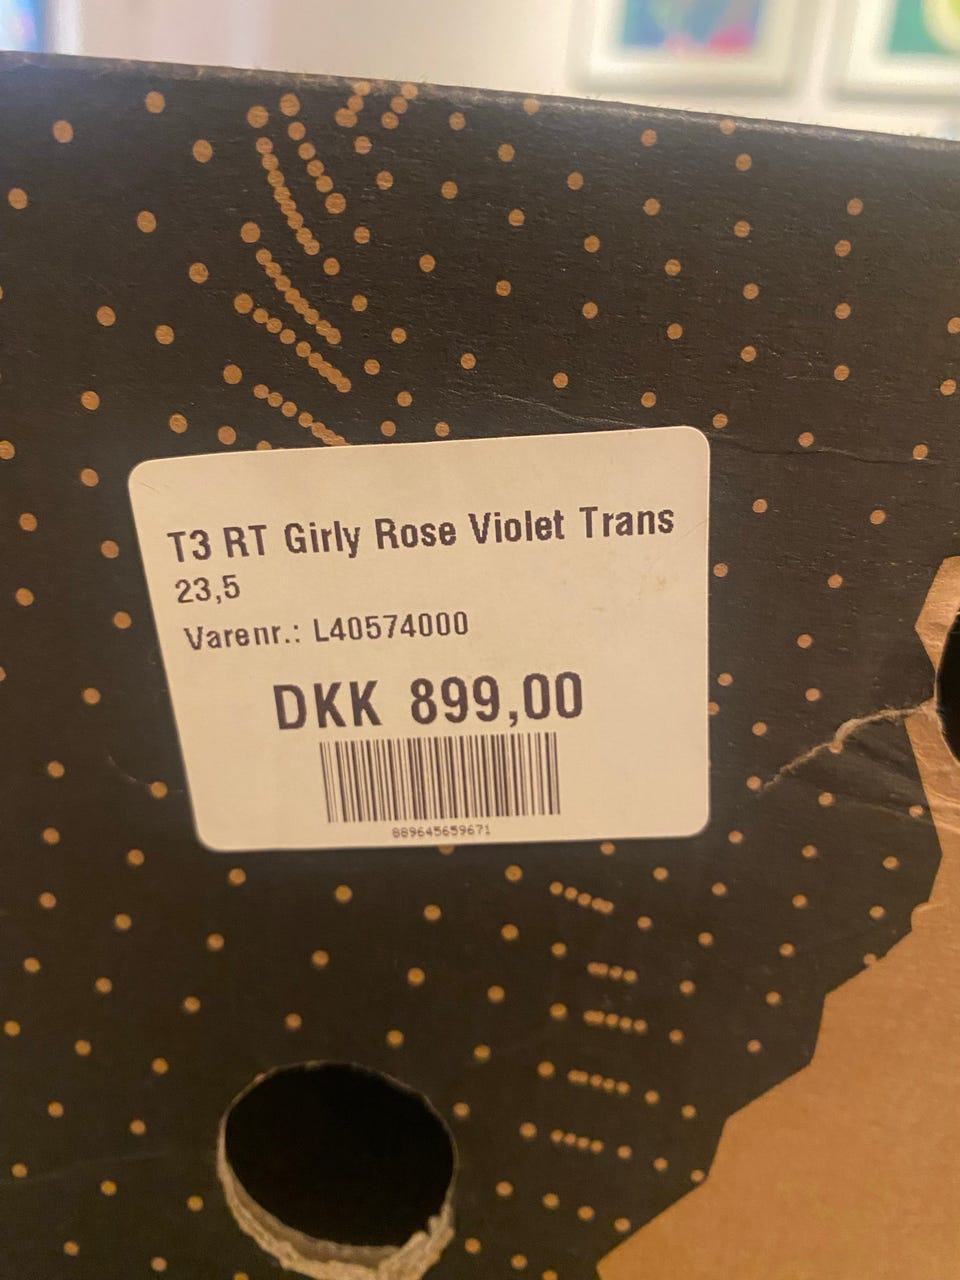 T3 RT Girly Rose Violet Trans
23,5
Varenr.: L40574000
DKK 899,00
889645659671